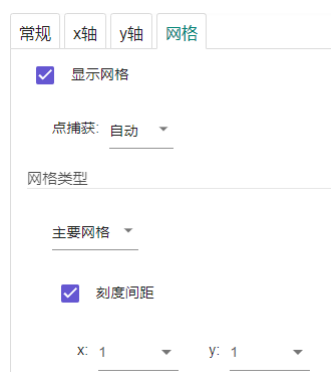 常规 x轴 y轴 网格
显示网格
点捕获: 自动
网格类型
主要网格
刻度间距
x: 1 y: 1